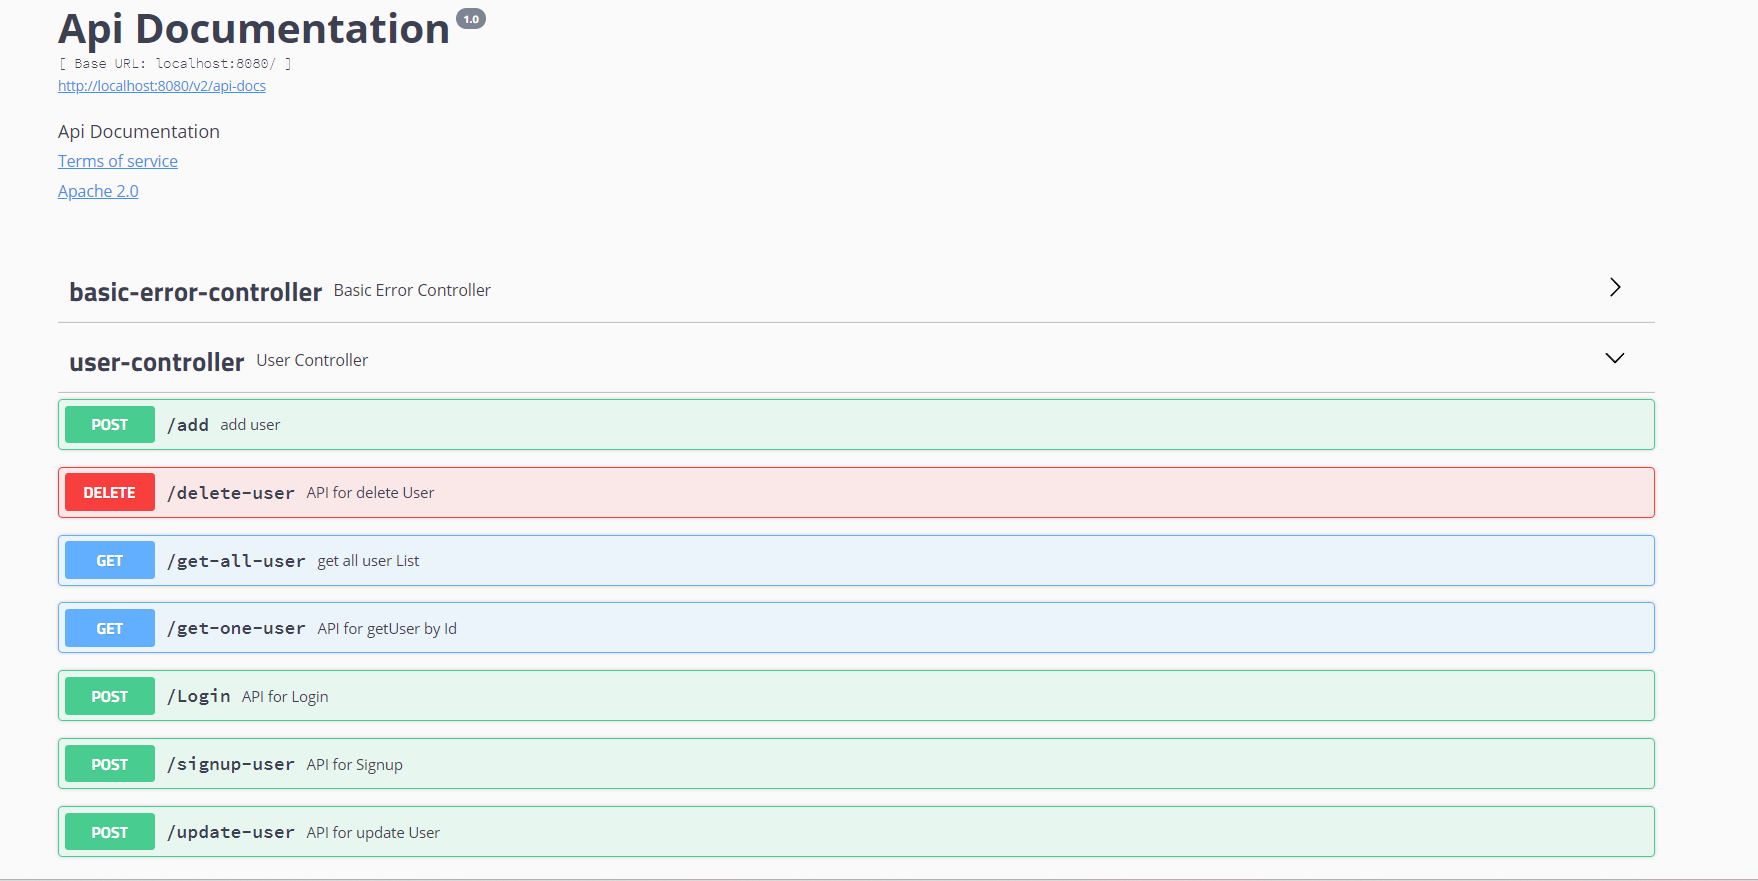 Api Documentation 1.0
[ Base URL: localhost:8080/ ]
http://localhost:8080/v2/api-docs
Api Documentation
Terms of service
Apache 2.0
basic-error-controller Basic Error Controller
user-controller User Controller
POST /add add user
DELETE /delete-user API for delete User
GET /get-all-user get all user List
GET /get-one-user API for getUser by Id
POST /Login API for Login
POST /signup-user API for Signup
POST /update-user API for update User